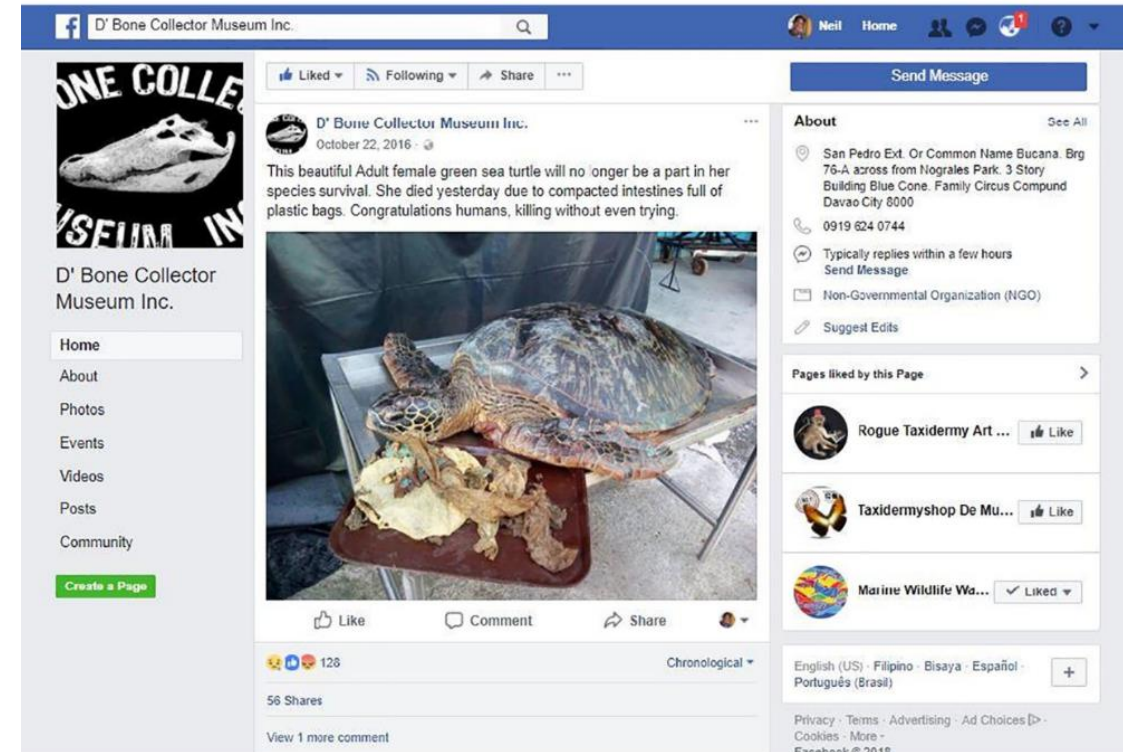 D' Bone Collector Museum Inc.
Neil Home
1
ONE COLLE
USEUM IN
D' Bone Collector
Museum Inc.
Home
About
Photos
Events
Videos
Posts
Community
Create a Page
Liked Following Share
D' Bone Collector Museum Inc.
October 22, 2016
This beautiful Adult female green sea turtle will no longer be a part in her
species survival. She died yesterday due to compacted intestines full of
plastic bags. Congratulations humans, killing without even trying.
Like Comment Share
128 Chronological
56 Shares
View 1 more comment
Send Message
About See All
San Pedro Ext. Or Common Name Bucana. Brg
76-A across from Nograles Park. 3 Story
Building Blue Cone. Family Circus Compund
Davao City 8000
0919 624 0744
Typically replies within a few hours
Send Message
Non-Governmental Organization (NGO)
Suggest Edits
Pages liked by this Page
Rogue Taxidermy Art ... Like
Taxidermyshop De Mu... Like
Marine Wildlife Wa... Liked
English (US) · Filipino · Bisaya · Español ·
Português (Brasil)
Privacy · Terms · Advertising · Ad Choices ·
Cookies · More
Facebook © 2018